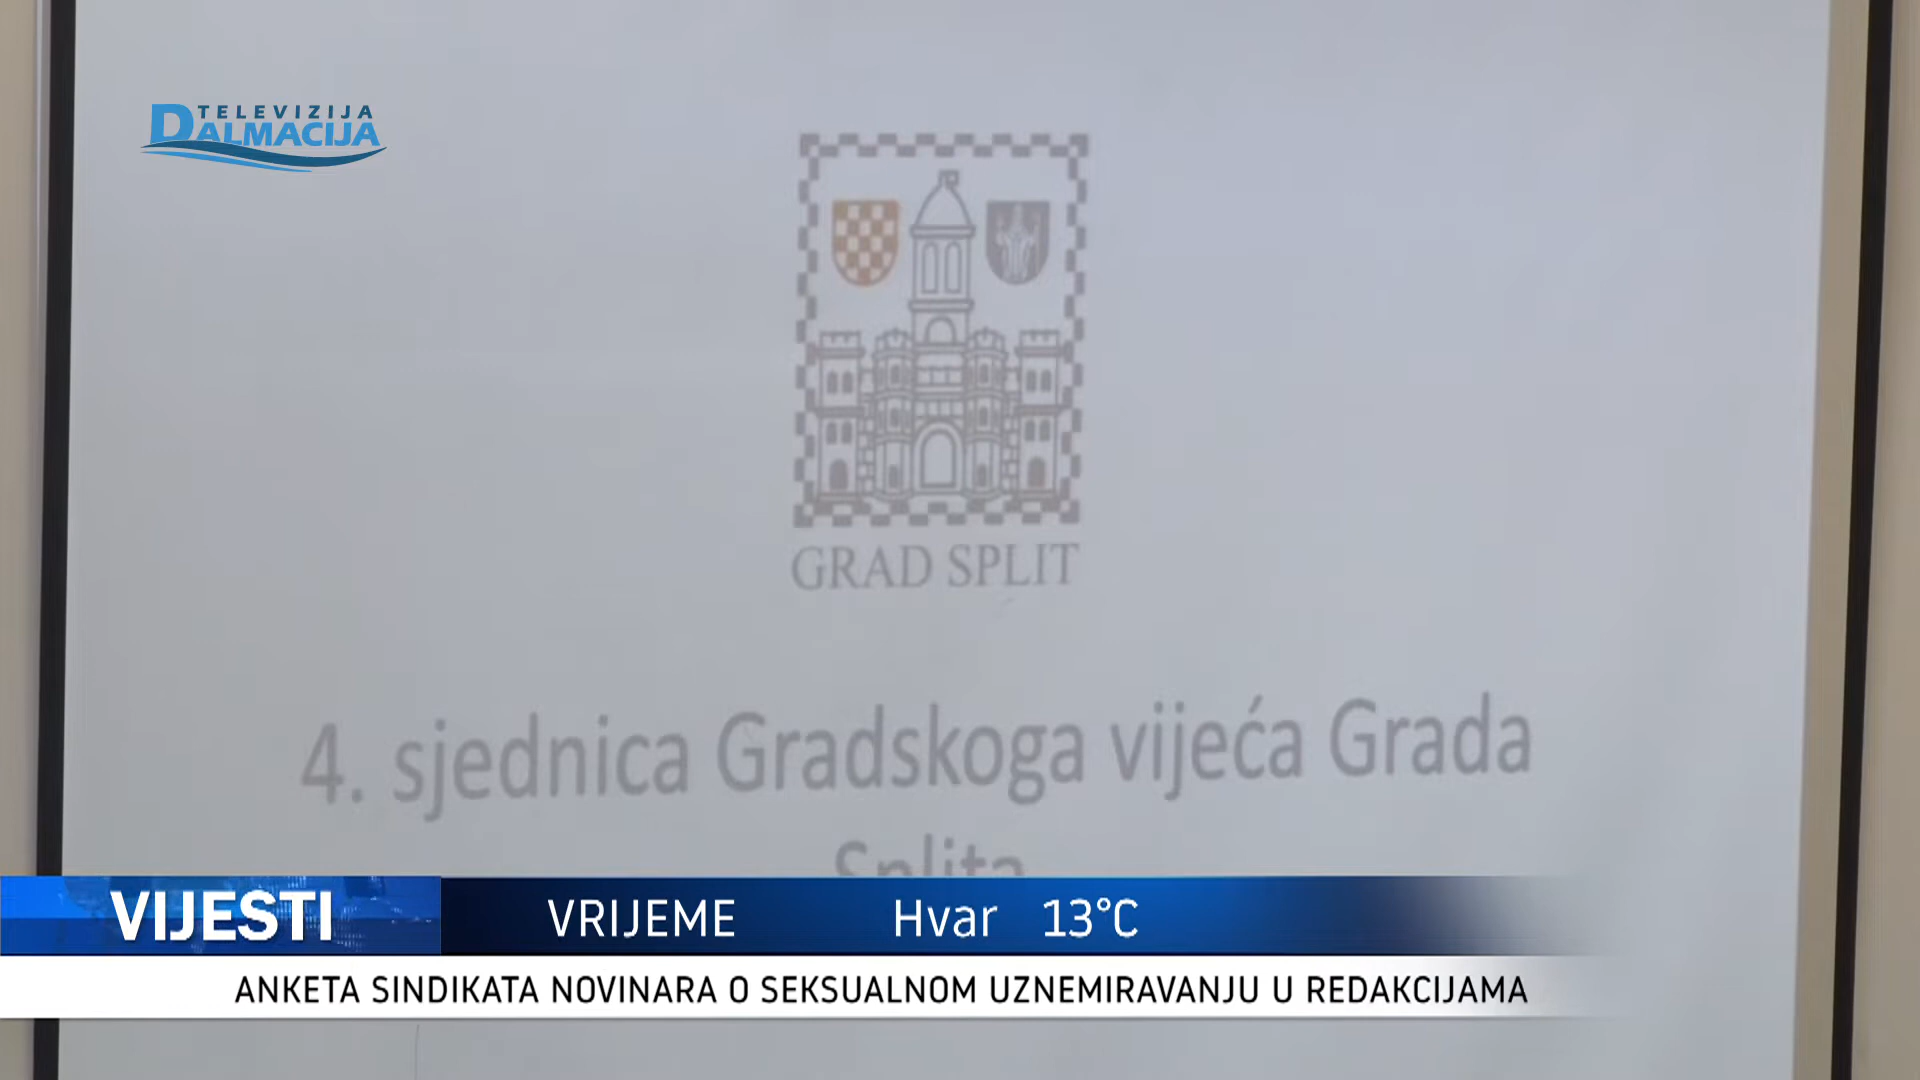 TELEVIZIJA
DALMACIJA
GRAD SPLIT
4. sjednica Gradskoga vijeća Grada
Splita
VIJESTI VRIJEME Hvar 13°C
ANKETA SINDIKATA NOVINARA O SEKSUALNOM UZNEMIRAVANJU U REDAKCIJAMA